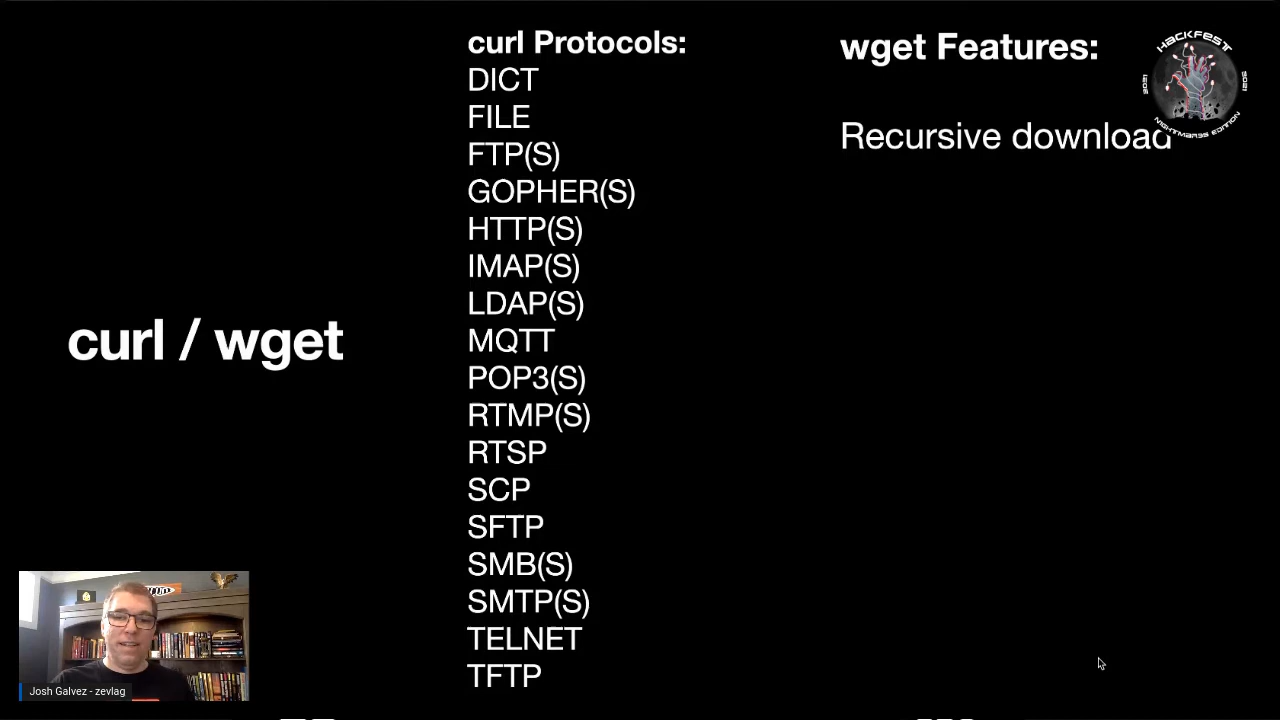 curl / wget
curl Protocols:
DICT
FILE
FTP(S)
GOPHER(S)
HTTP(S)
IMAP(S)
LDAP(S)
MQTT
POP3(S)
RTMP(S)
RTSP
SCP
SFTP
SMB(S)
SMTP(S)
TELNET
TFTP
wget Features:
Recursive download
HACKFEST
Josh Galvez - zevlag